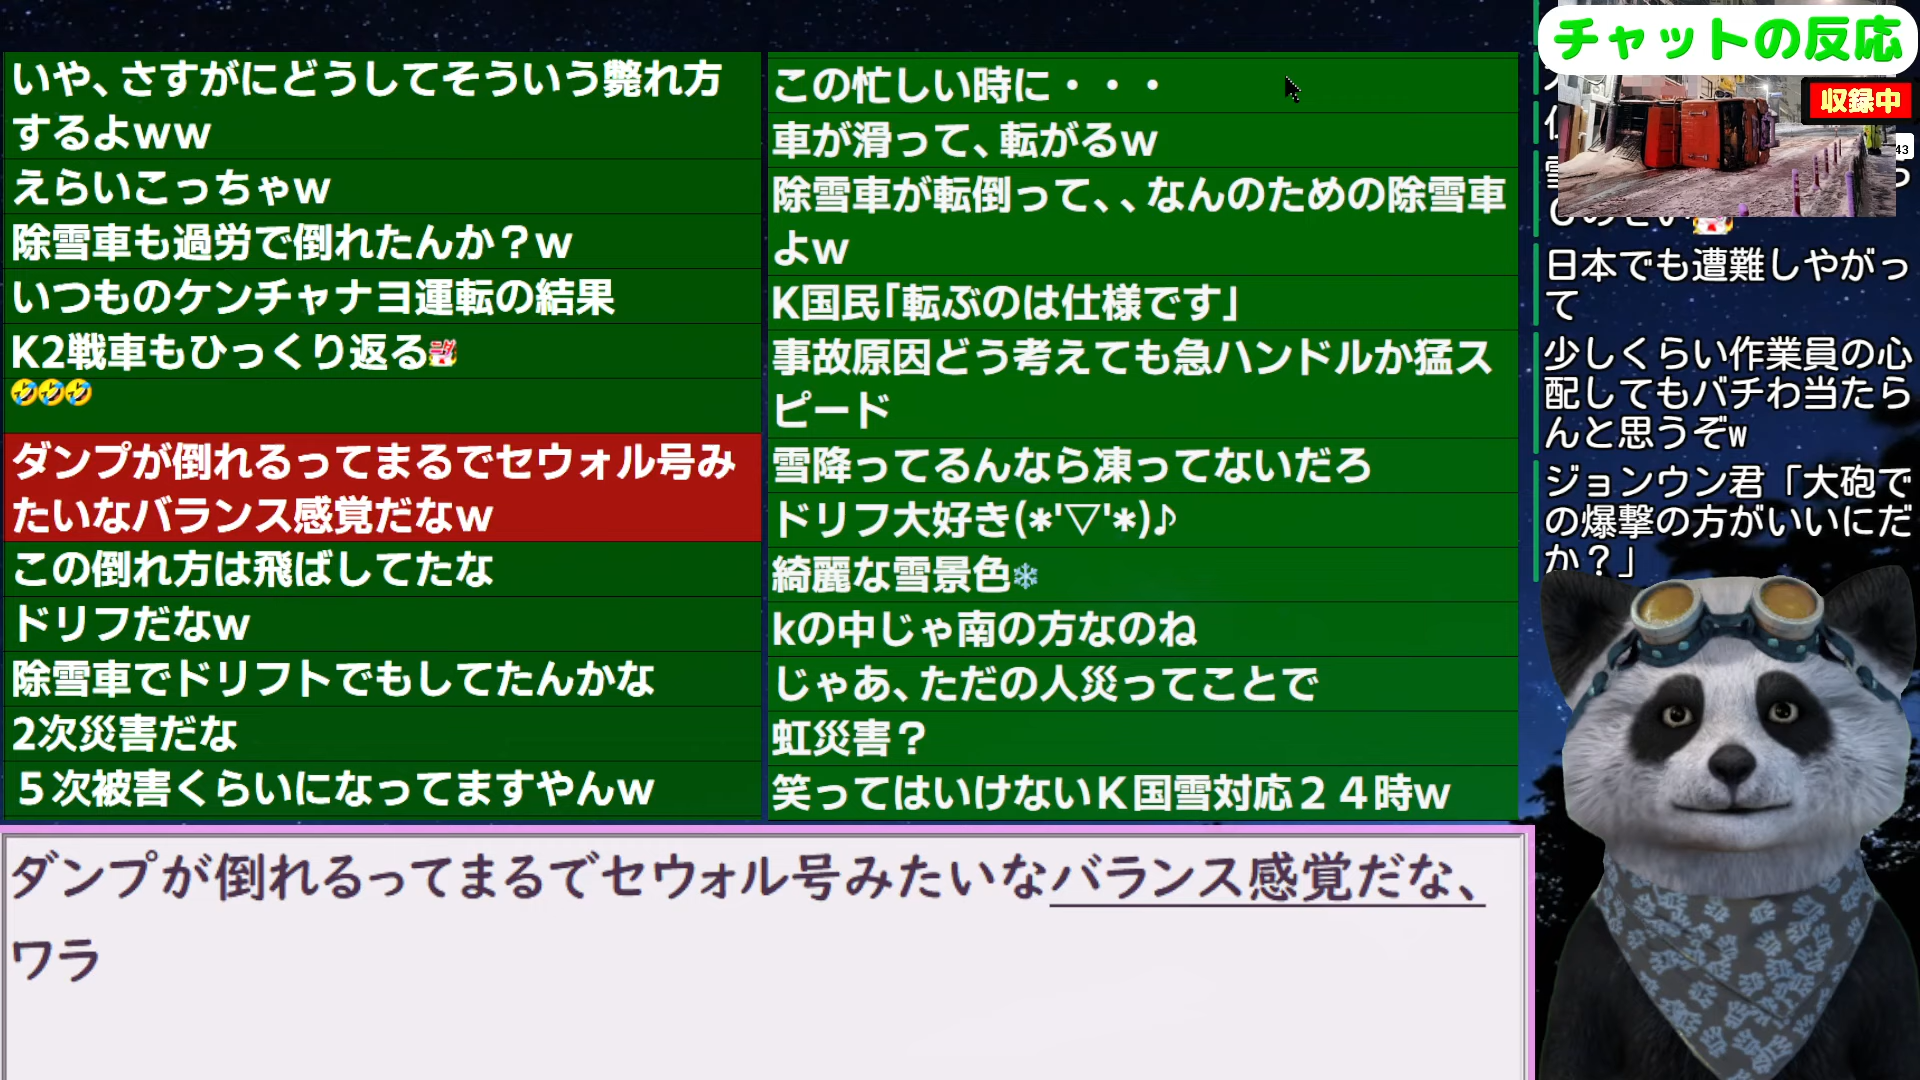 いや、さすがにどうしてそういう斃れ方
するよww
えらいこっちゃw
除雪車も過労で倒れたんか？w
いつものケンチャナヨ運転の結果
K2戦車もひっくり返る
ダンプが倒れるってまるでセウォル号み
たいなバランス感覚だなw
この倒れ方は飛ばしてたな
ドリフだなw
除雪車でドリフトでもしてたんかな
2次災害だな
５次被害くらいになってますやんw
この忙しい時に・・・
車が滑って、転がるw
除雪車が転倒って、、なんのための除雪車
よw
K国民「転ぶのは仕様です」
事故原因どう考えても急ハンドルか猛ス
ピード
雪降ってるんなら凍ってないだろ
ドリフ大好き(*'▽'*)♪
綺麗な雪景色❄
kの中じゃ南の方なのね
じゃあ、ただの人災ってことで
虹災害？
笑ってはいけないＫ国雪対応２４時w
チャットの反応
収録中
43
日本でも遭難しやがっ
て
少しくらい作業員の心
配してもバチわ当たら
んと思うぞw
ジョンウン君「大砲で
の爆撃の方がいいにだ
か？」
ダンプが倒れるってまるでセウォル号みたいなバランス感覚だな、
ワラ